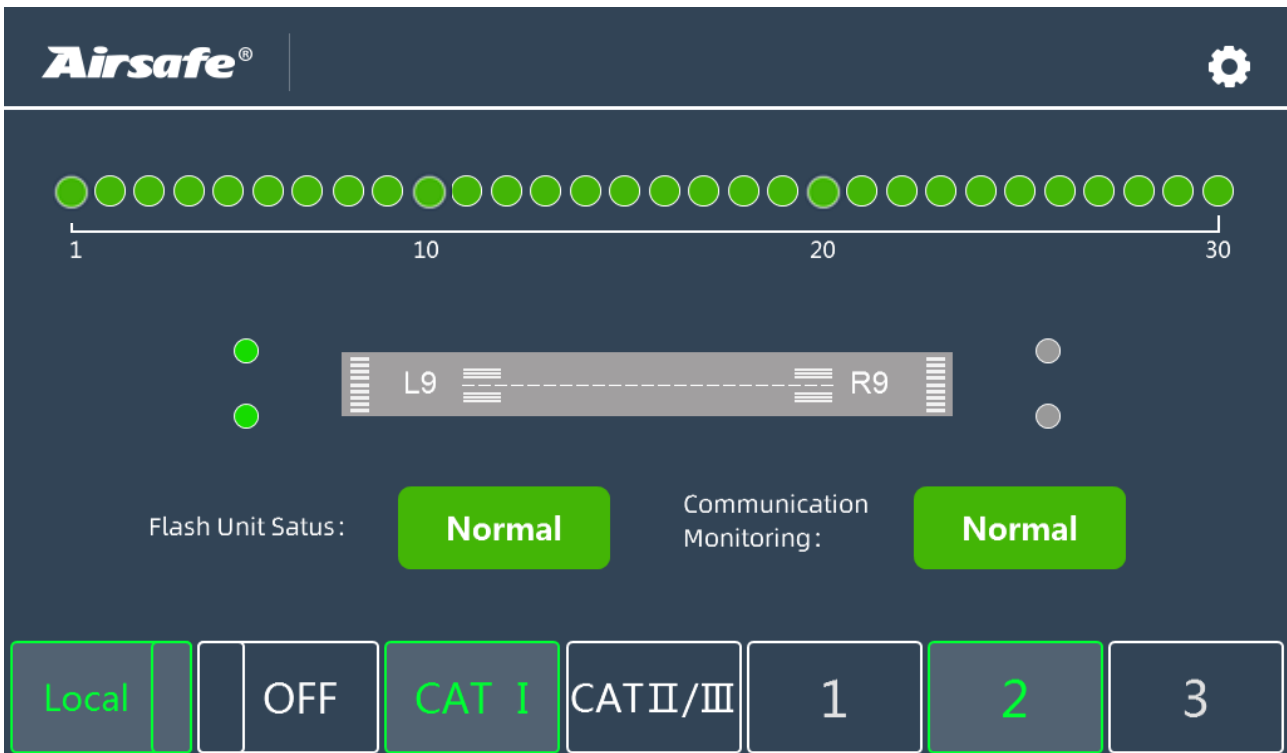 Airsafe®
1 10 20 30
L9 R9
Flash Unit Satus: Normal
Communication
Monitoring: Normal
Local OFF CAT Ⅰ CATⅡ/Ⅲ 1 2 3